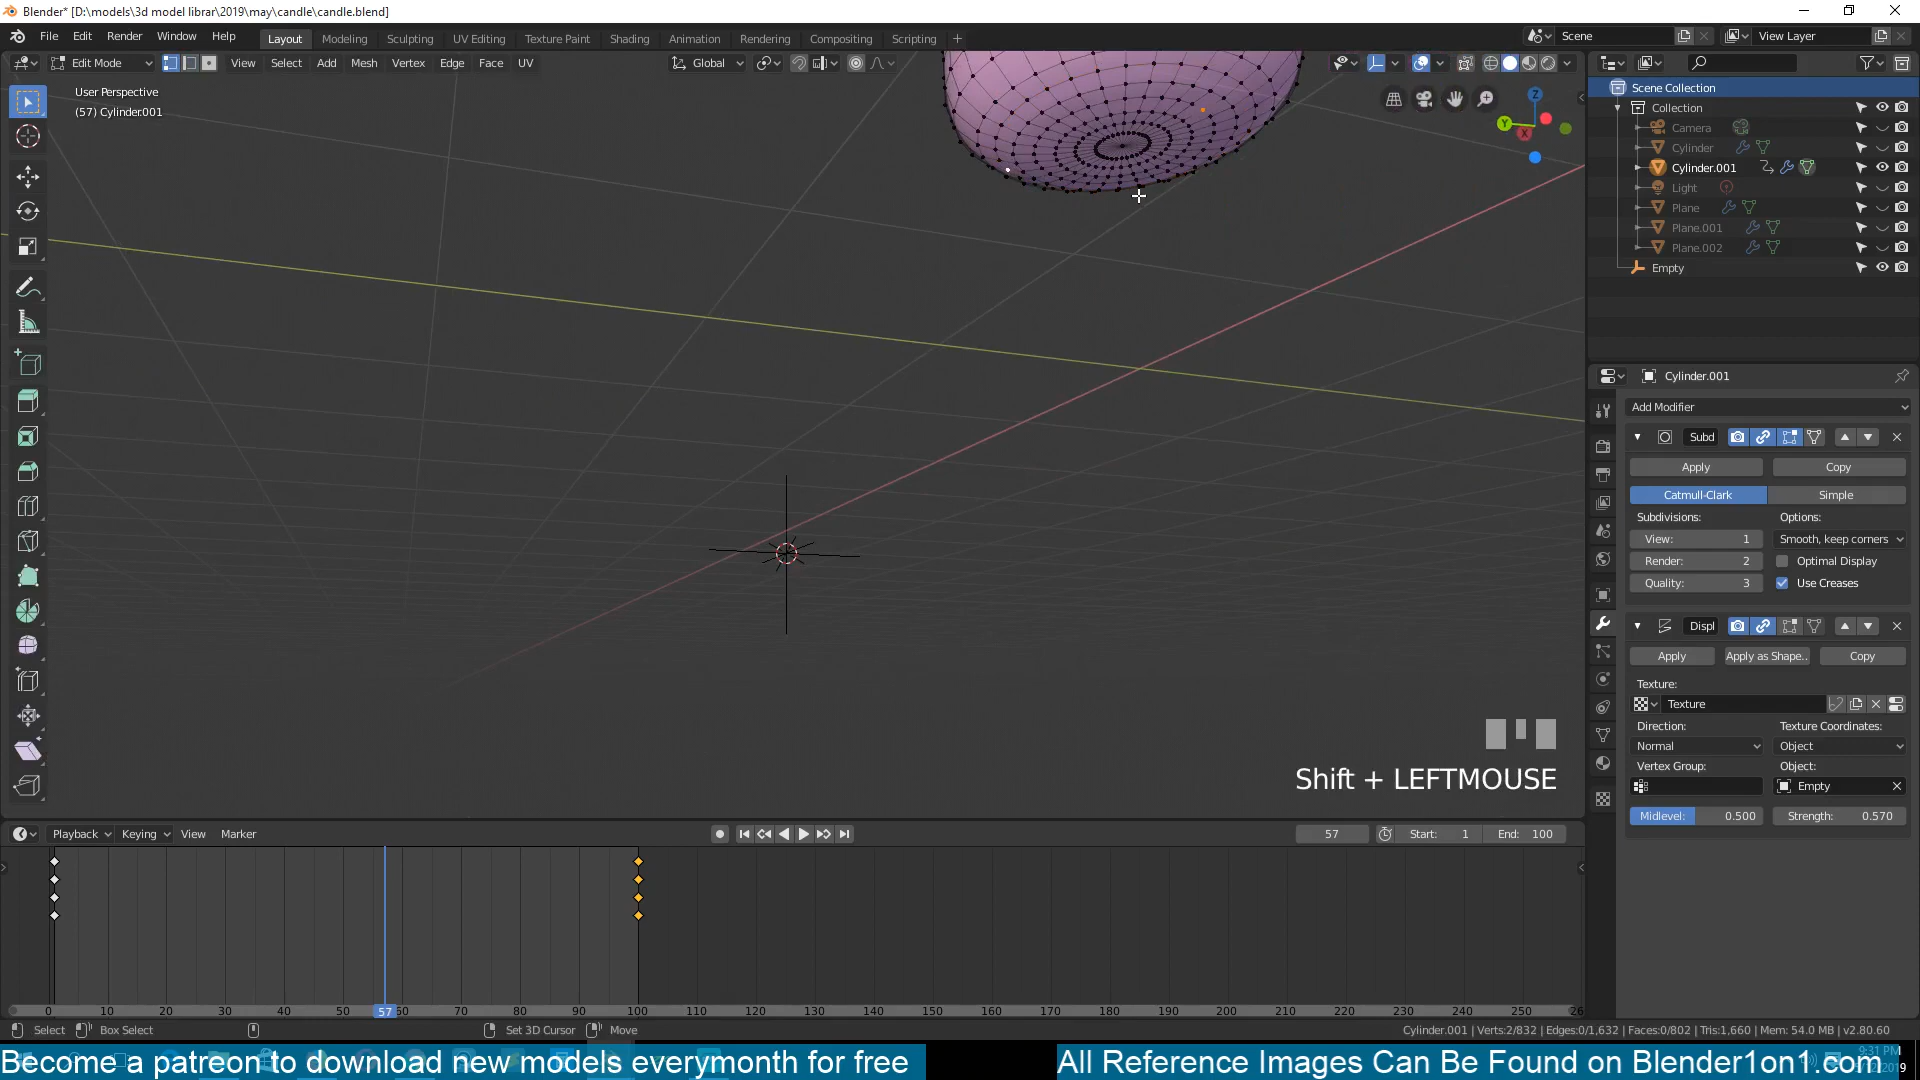 Blender* [D:\models\3d model librar\2019\may\candle\candle.blend]
File Edit Render Window Help Layout Modeling Sculpting UV Editing Texture Paint Shading Animation Rendering Compositing Scripting + Scene View Layer
Edit Mode View Select Add Mesh Vertex Edge Face UV Global
User Perspective
(57) Cylinder.001
Z
Y
X
Scene Collection
Collection
Camera
Cylinder
Cylinder.001
Light
Plane
Plane.001
Plane.002
Empty
Cylinder.001
Add Modifier
Subd
Apply Copy
Catmull-Clark Simple
Subdivisions: Options:
View: 1 Smooth, keep corners
Render: 2 Optimal Display
Quality: 3 Use Creases
Displ
Apply Apply as Shape.. Copy
Texture:
Texture
Direction: Texture Coordinates:
Normal Object
Vertex Group: Object:
Empty
Midlevel: 0.500 Strength: 0.570
Shift + LEFTMOUSE
Playback Keying View Marker 57 Start: 1 End: 100
0 10 20 30 40 50 57 60 70 80 90 100 110 120 130 140 150 160 170 180 190 200 210 220 230 240 250 26
Select Box Select Set 3D Cursor Move Cylinder.001 | Verts:2/832 | Edges:0/1,632 | Faces:0/802 | Tris:1,660 | Mem: 54.0 MB | v2.80.60
Become a patreon to download new models everymonth for free
All Reference Images Can Be Found on Blender1on1.com
9:31 PM